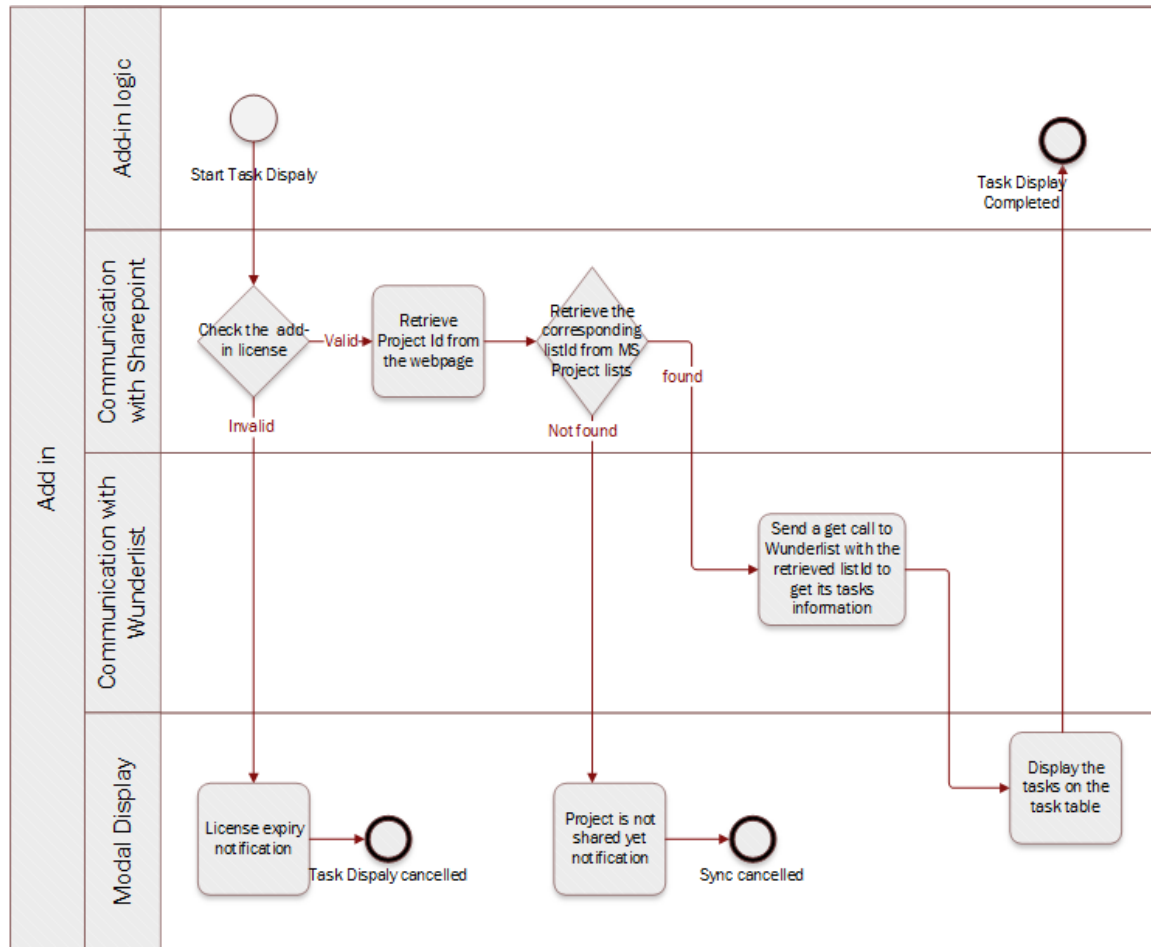 Add in
Add-in logic
Start Task Dispaly
Task Display
Completed
Communication
with Sharepoint
Check the add-
in license
Valid
Retrieve
Project Id from
the webpage
Retrieve the
corresponding
listId from MS
Project lists
found
Invalid
Not found
Communication with
Wunderlist
Send a get call to
Wunderlist with the
retrieved listId to
get its tasks
information
Modal Display
License expiry
notification
Task Dispaly cancelled
Project is not
shared yet
notification
Sync cancelled
Display the
tasks on the
task table